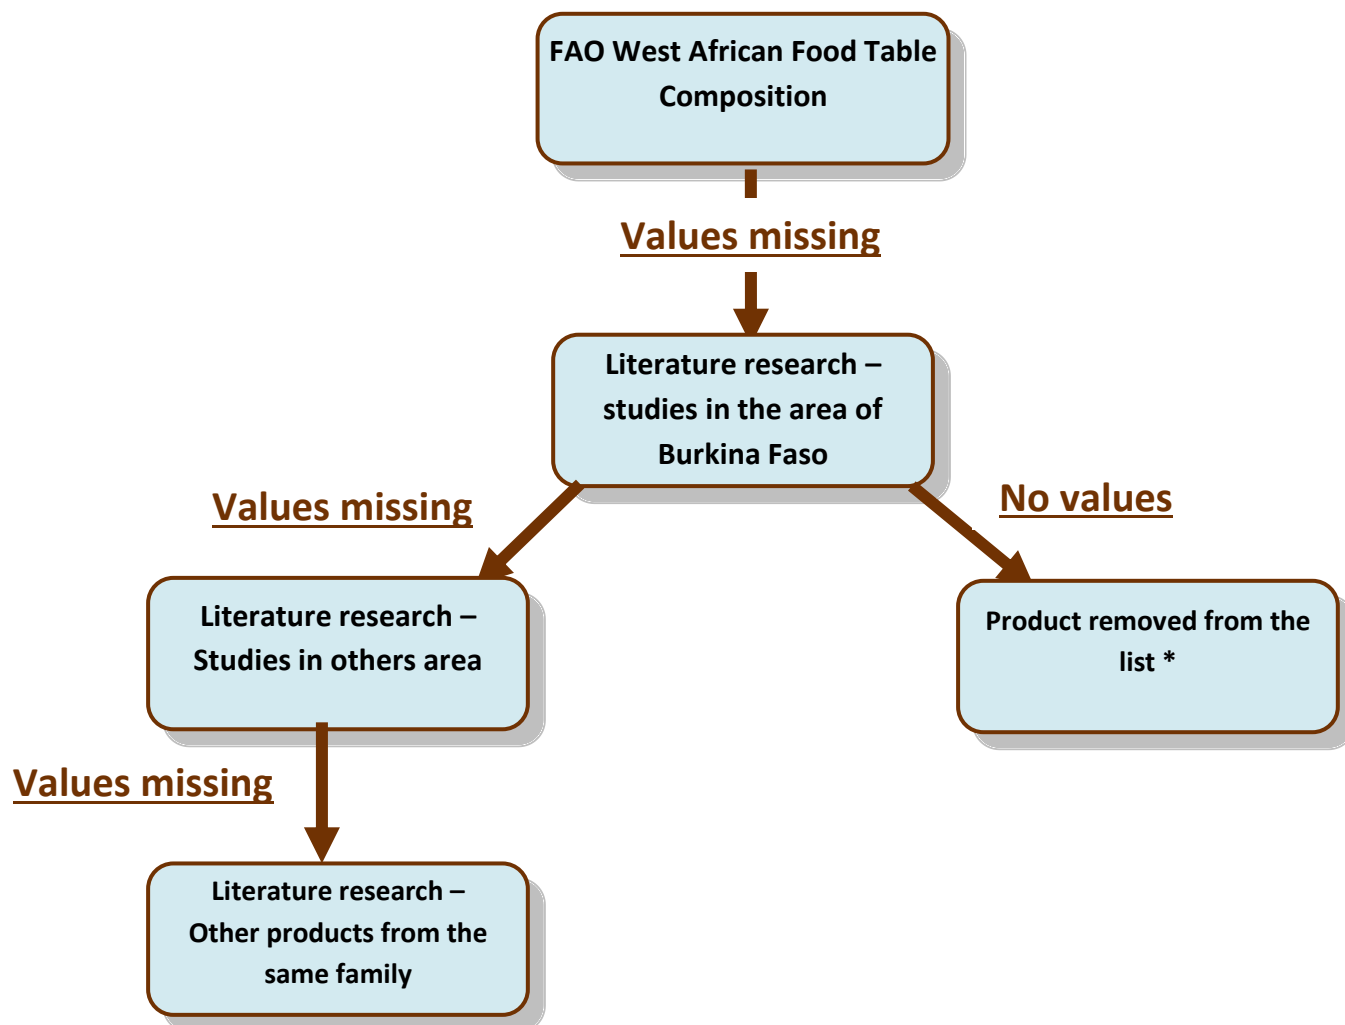 FAO West African Food Table
Composition
Values missing
Literature research –
studies in the area of
Burkina Faso
Values missing
No values
Literature research –
Studies in others area
Product removed from the
list *
Values missing
Literature research –
Other products from the
same family